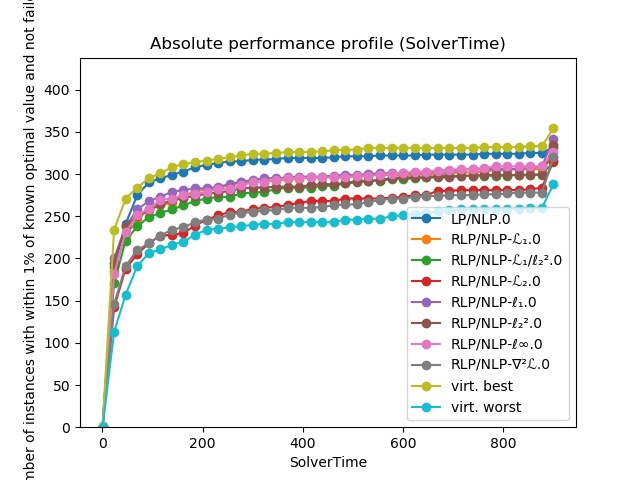 Absolute performance profile (SolverTime)
mber of instances with within 1% of known optimal value and not fail
400
350
300
250
200
150
100
50
0
0 200 400 600 800
SolverTime
LP/NLP.0
RLP/NLP-ℒ₁.0
RLP/NLP-ℒ₁/ℓ₂².0
RLP/NLP-ℒ₂.0
RLP/NLP-ℓ₁.0
RLP/NLP-ℓ₂².0
RLP/NLP-ℓ∞.0
RLP/NLP-∇²ℒ.0
virt. best
virt. worst